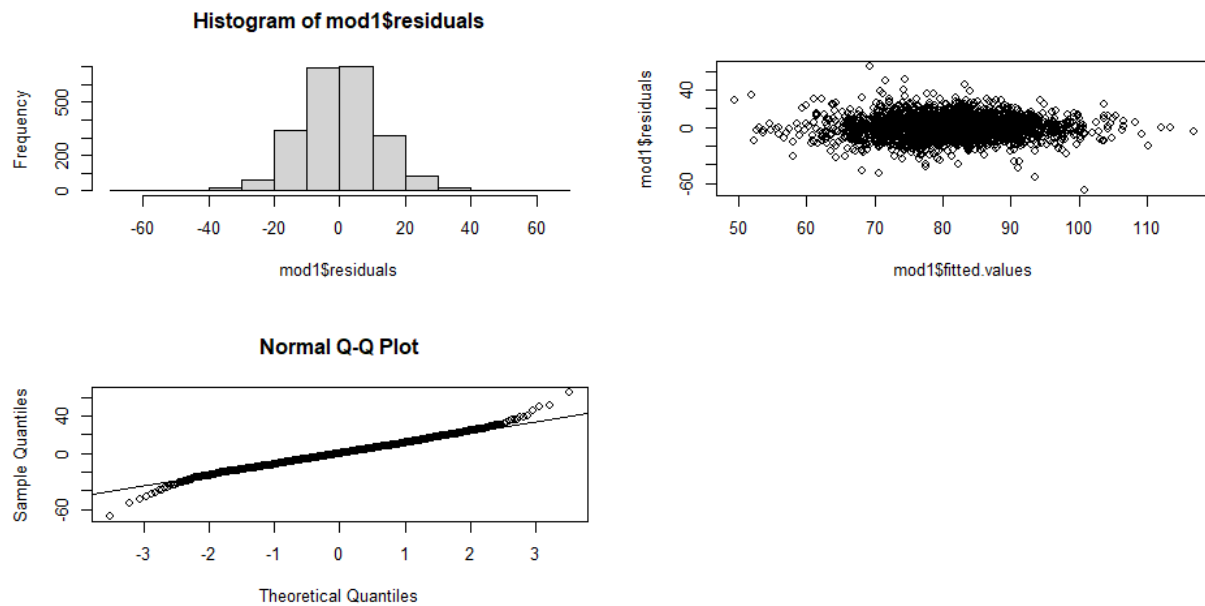 Histogram of mod1$residuals
Frequency
0 200 500
-60 -40 -20 0 20 40 60
mod1$residuals
mod1$residuals
-60 0 40
50 60 70 80 90 100 110
mod1$fitted.values
Normal Q-Q Plot
Sample Quantiles
-60 0 40
-3 -2 -1 0 1 2 3
Theoretical Quantiles